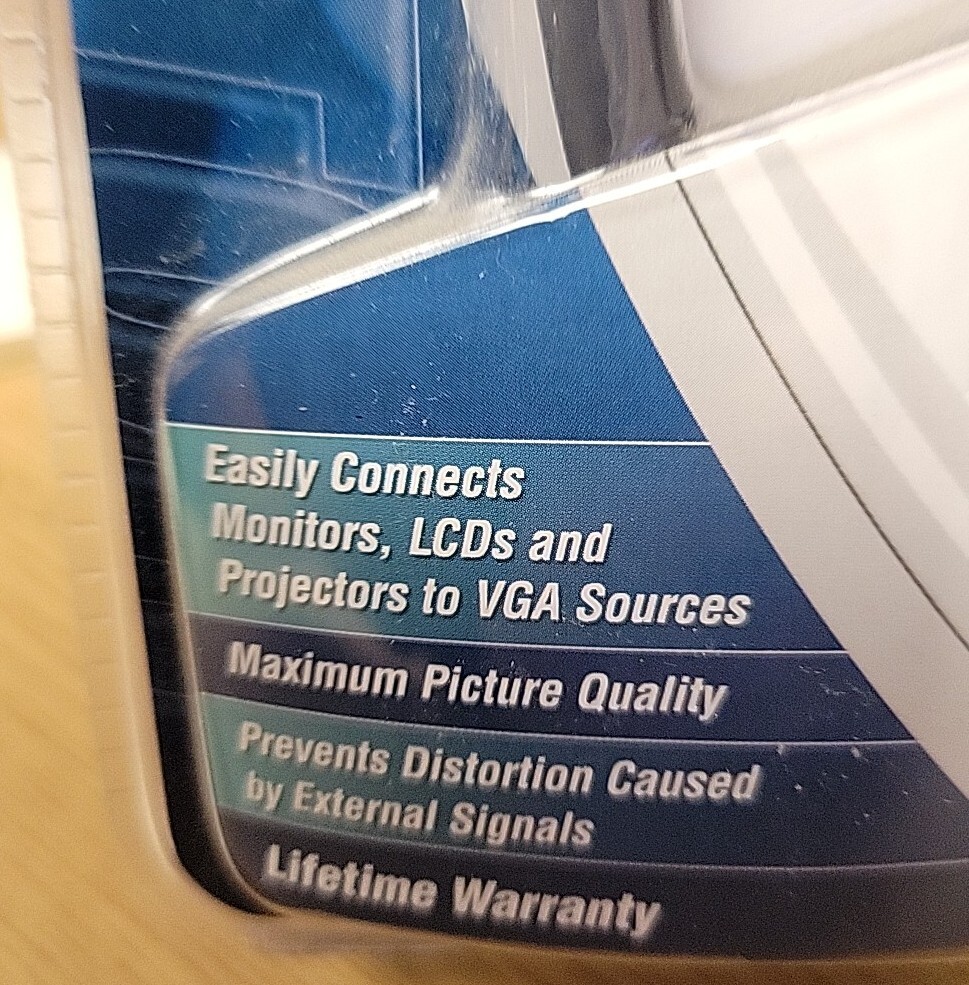 Easily Connects
Monitors, LCDs and
Projectors to VGA Sources
Maximum Picture Quality
Prevents Distortion Caused
by External Signals
Lifetime Warranty